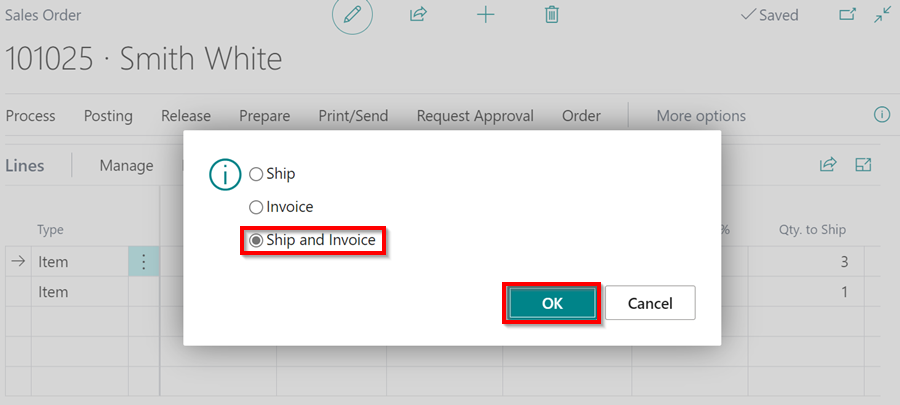 Sales Order
Saved
101025 · Smith White
Process Posting Release Prepare Print/Send Request Approval Order More options
Lines Manage
Ship
Invoice
Ship and Invoice
Type % Qty. to Ship
Item 3
Item 1
OK Cancel